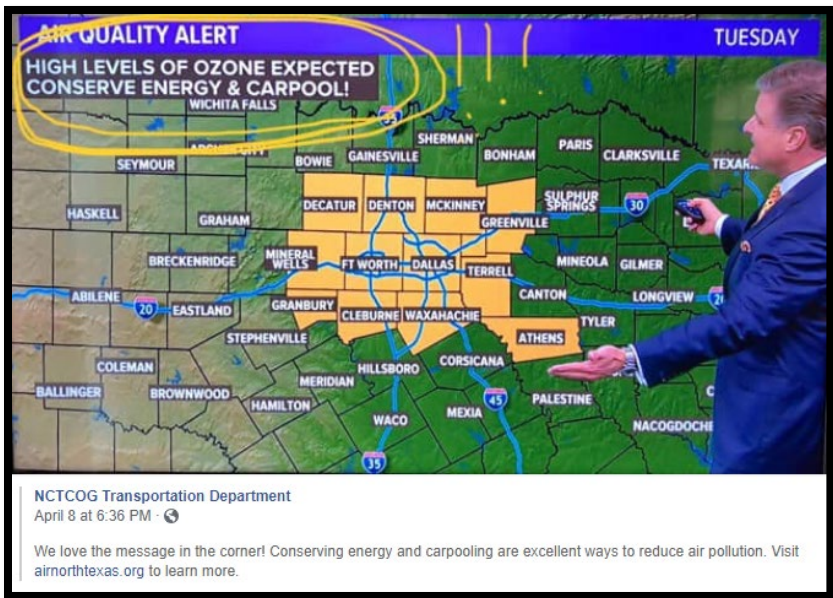 AIR QUALITY ALERT
TUESDAY
HIGH LEVELS OF OZONE EXPECTED
CONSERVE ENERGY & CARPOOL!
WICHITA FALLS
35
SHERMAN
PARIS
SEYMOUR
BOWIE
GAINESVILLE
BONHAM
CLARKSVILLE
HASKELL
GRAHAM
DECATUR
DENTON
MCKINNEY
SULPHUR
SPRINGS
30
GREENVILLE
BRECKENRIDGE
MINERAL
WELLS
FT WORTH
DALLAS
TERRELL
MINEOLA
GILMER
ABILENE
20
EASTLAND
GRANBURY
CLEBURNE
WAXAHACHIE
CANTON
LONGVIEW
TYLER
STEPHENVILLE
ATHENS
COLEMAN
HILLSBORO
CORSICANA
MERIDIAN
BALLINGER
BROWNWOOD
HAMILTON
45
PALESTINE
WACO
MEXIA
35
NCTCOG Transportation Department
April 8 at 6:36 PM ·
We love the message in the corner! Conserving energy and carpooling are excellent ways to reduce air pollution. Visit
airnorthtexas.org to learn more.